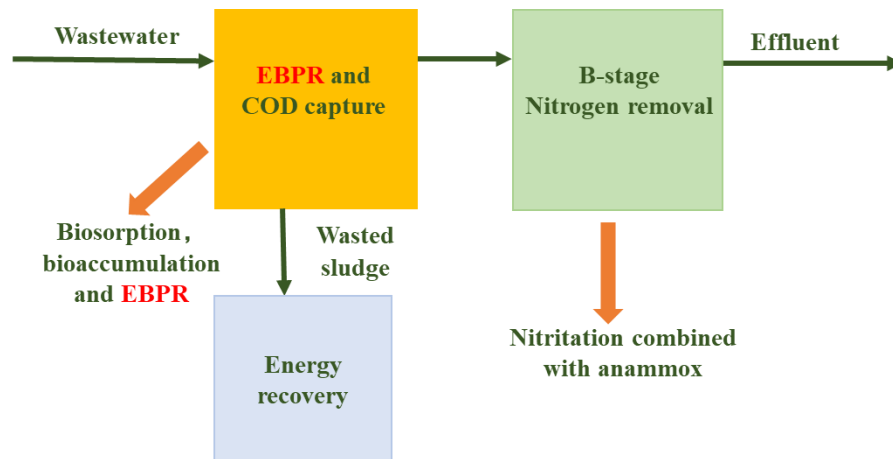 Wastewater
EBPR and
COD capture
B-stage
Nitrogen removal
Effluent
Biosorption,
bioaccumulation
and EBPR
Wasted
sludge
Energy
recovery
Nitritation combined
with anammox